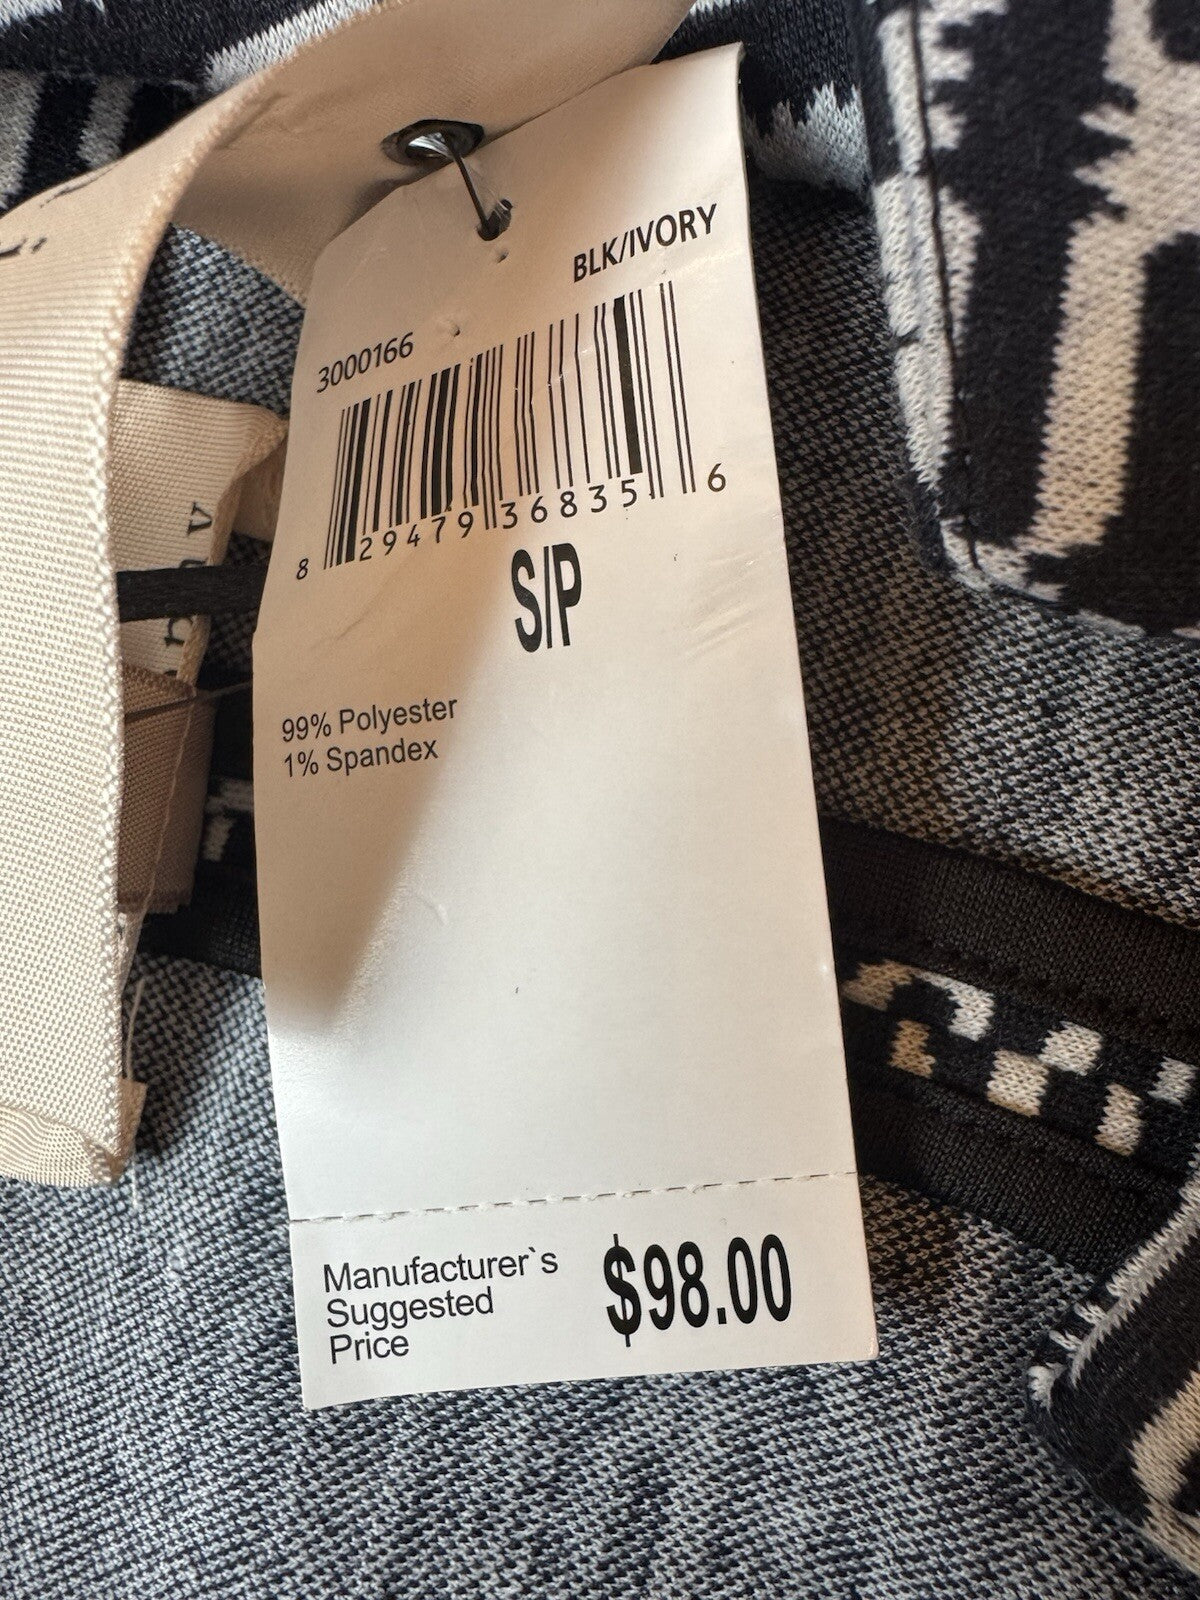 BLK/IVORY
3000166
8 29479 36835 6
S/P
99% Polyester
1% Spandex
Manufacturer`s
Suggested
Price
$98.00